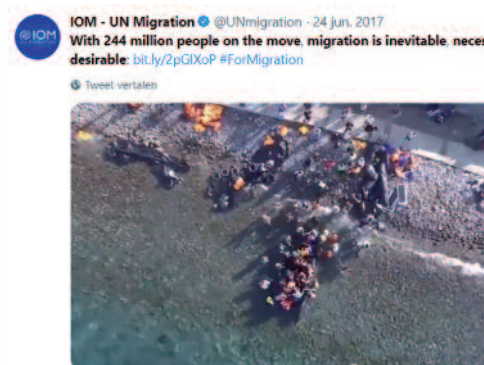 IOM - UN Migration @UNmigration · 24 jun. 2017
With 244 million people on the move, migration is inevitable, neces
desirable: bit.ly/2pGIXoP #ForMigration
Tweet vertalen
IOM